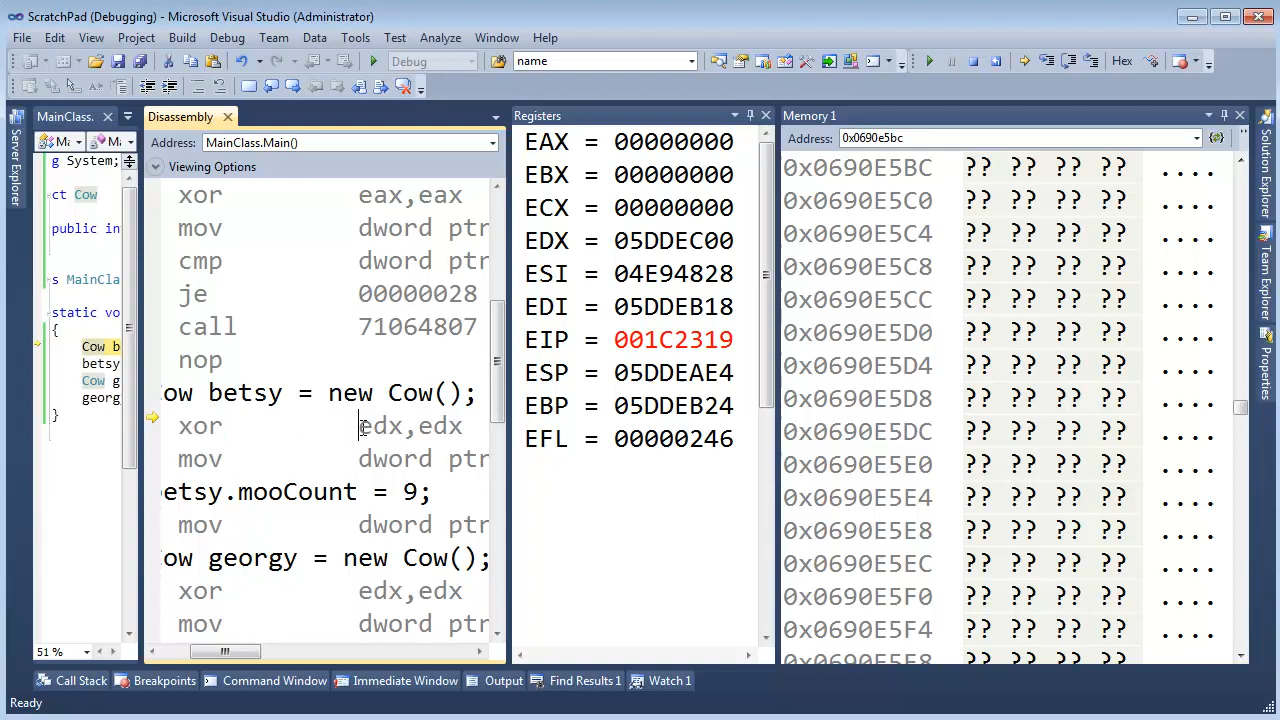 ScratchPad (Debugging) - Microsoft Visual Studio (Administrator)
File Edit View Project Build Debug Team Data Tools Test Analyze Window Help
Debug name Hex
MainClass. Disassembly Registers Memory 1
Address: MainClass.Main() Address: 0x0690e5bc
Viewing Options
Server Explorer
Ma Ma
g System;
ct Cow
public in
s MainCla
static vo
{
Cow b
betsy
Cow g
georg
}
51 %
xor eax,eax
mov dword ptr
cmp dword ptr
je 00000028
call 71064807
nop
Cow betsy = new Cow();
xor edx,edx
mov dword ptr
betsy.mooCount = 9;
mov dword ptr
Cow georgy = new Cow();
xor edx,edx
mov dword ptr
EAX = 00000000
EBX = 00000000
ECX = 00000000
EDX = 05DDEC00
ESI = 04E94828
EDI = 05DDEB18
EIP = 001C2319
ESP = 05DDEAE4
EBP = 05DDEB24
EFL = 00000246
0x0690E5BC ?? ?? ?? ?? ....
0x0690E5C0 ?? ?? ?? ?? ....
0x0690E5C4 ?? ?? ?? ?? ....
0x0690E5C8 ?? ?? ?? ?? ....
0x0690E5CC ?? ?? ?? ?? ....
0x0690E5D0 ?? ?? ?? ?? ....
0x0690E5D4 ?? ?? ?? ?? ....
0x0690E5D8 ?? ?? ?? ?? ....
0x0690E5DC ?? ?? ?? ?? ....
0x0690E5E0 ?? ?? ?? ?? ....
0x0690E5E4 ?? ?? ?? ?? ....
0x0690E5E8 ?? ?? ?? ?? ....
0x0690E5EC ?? ?? ?? ?? ....
0x0690E5F0 ?? ?? ?? ?? ....
0x0690E5F4 ?? ?? ?? ?? ....
0x0690E5F8 ?? ?? ?? ?? ....
Solution Explorer
Team Explorer
Properties
Call Stack Breakpoints Command Window Immediate Window Output Find Results 1 Watch 1
Ready